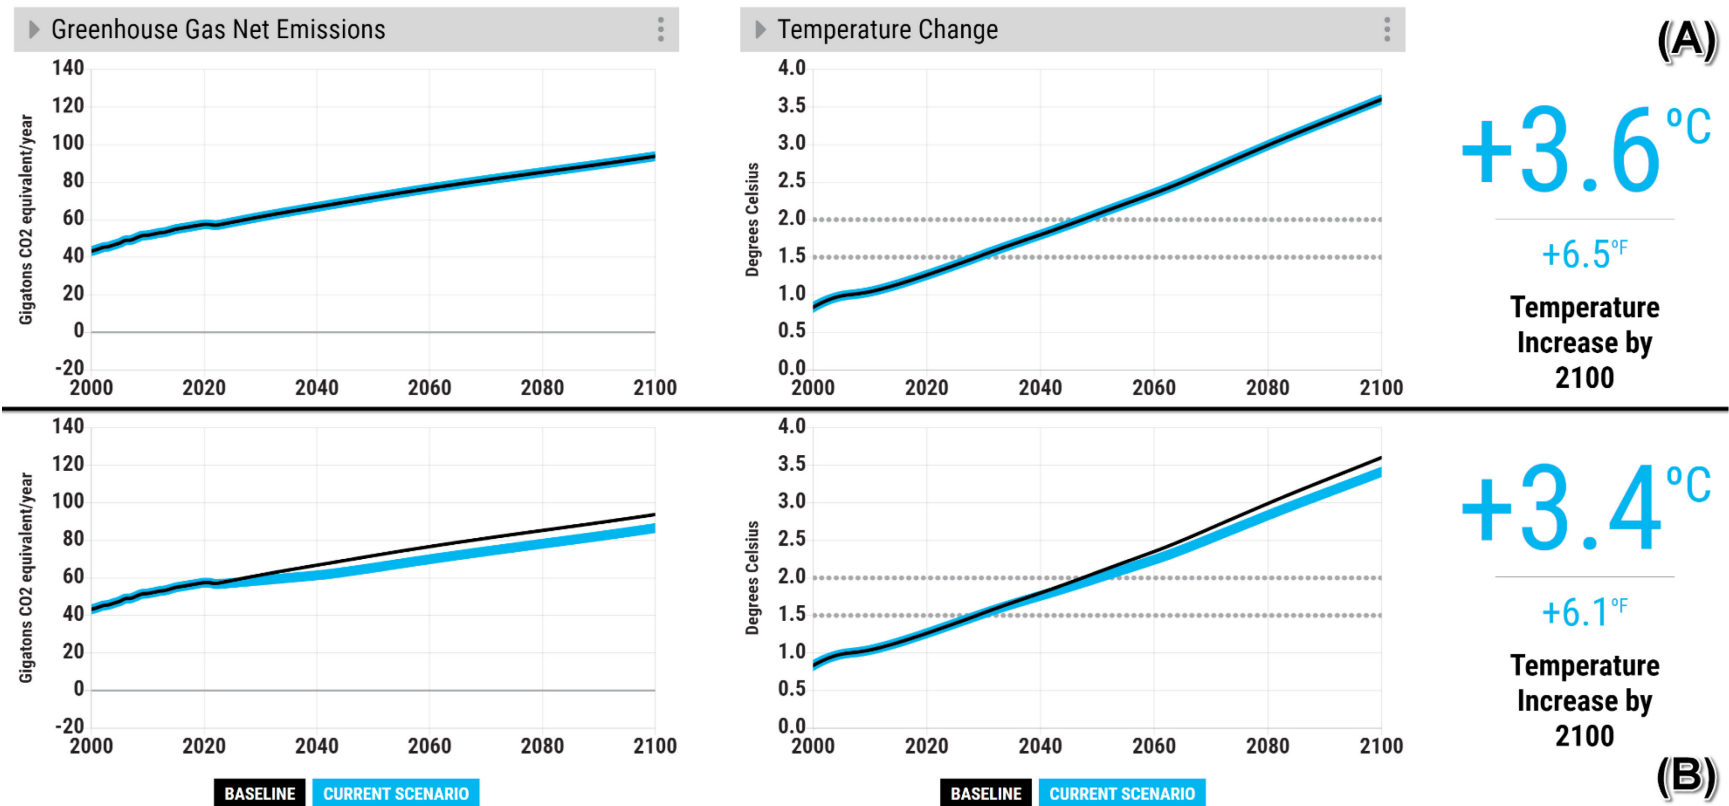 Greenhouse Gas Net Emissions
Temperature Change
(A)
Gigatons CO2 equivalent/year
140
120
100
80
60
40
20
0
-20
2000 2020 2040 2060 2080 2100
Degrees Celsius
4.0
3.5
3.0
2.5
2.0
1.5
1.0
0.5
0.0
2000 2020 2040 2060 2080 2100
+3.6 ºC
+6.5 ºF
Temperature
Increase by
2100
Gigatons CO2 equivalent/year
140
120
100
80
60
40
20
0
-20
2000 2020 2040 2060 2080 2100
BASELINE CURRENT SCENARIO
Degrees Celsius
4.0
3.5
3.0
2.5
2.0
1.5
1.0
0.5
0.0
2000 2020 2040 2060 2080 2100
BASELINE CURRENT SCENARIO
+3.4 ºC
+6.1 ºF
Temperature
Increase by
2100
(B)